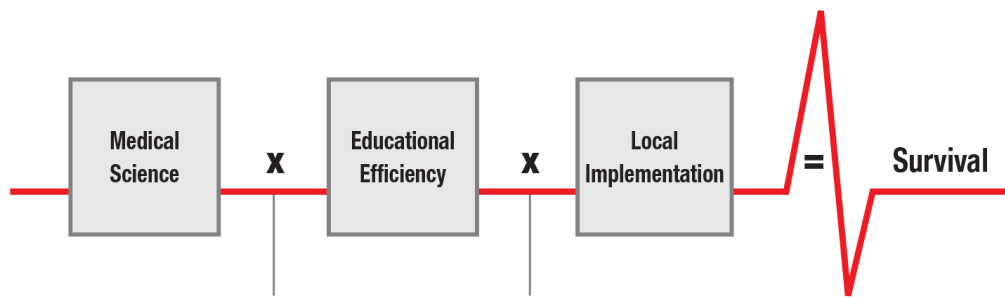 Medical
Science
x
Educational
Efficiency
x
Local
Implementation
=
Survival